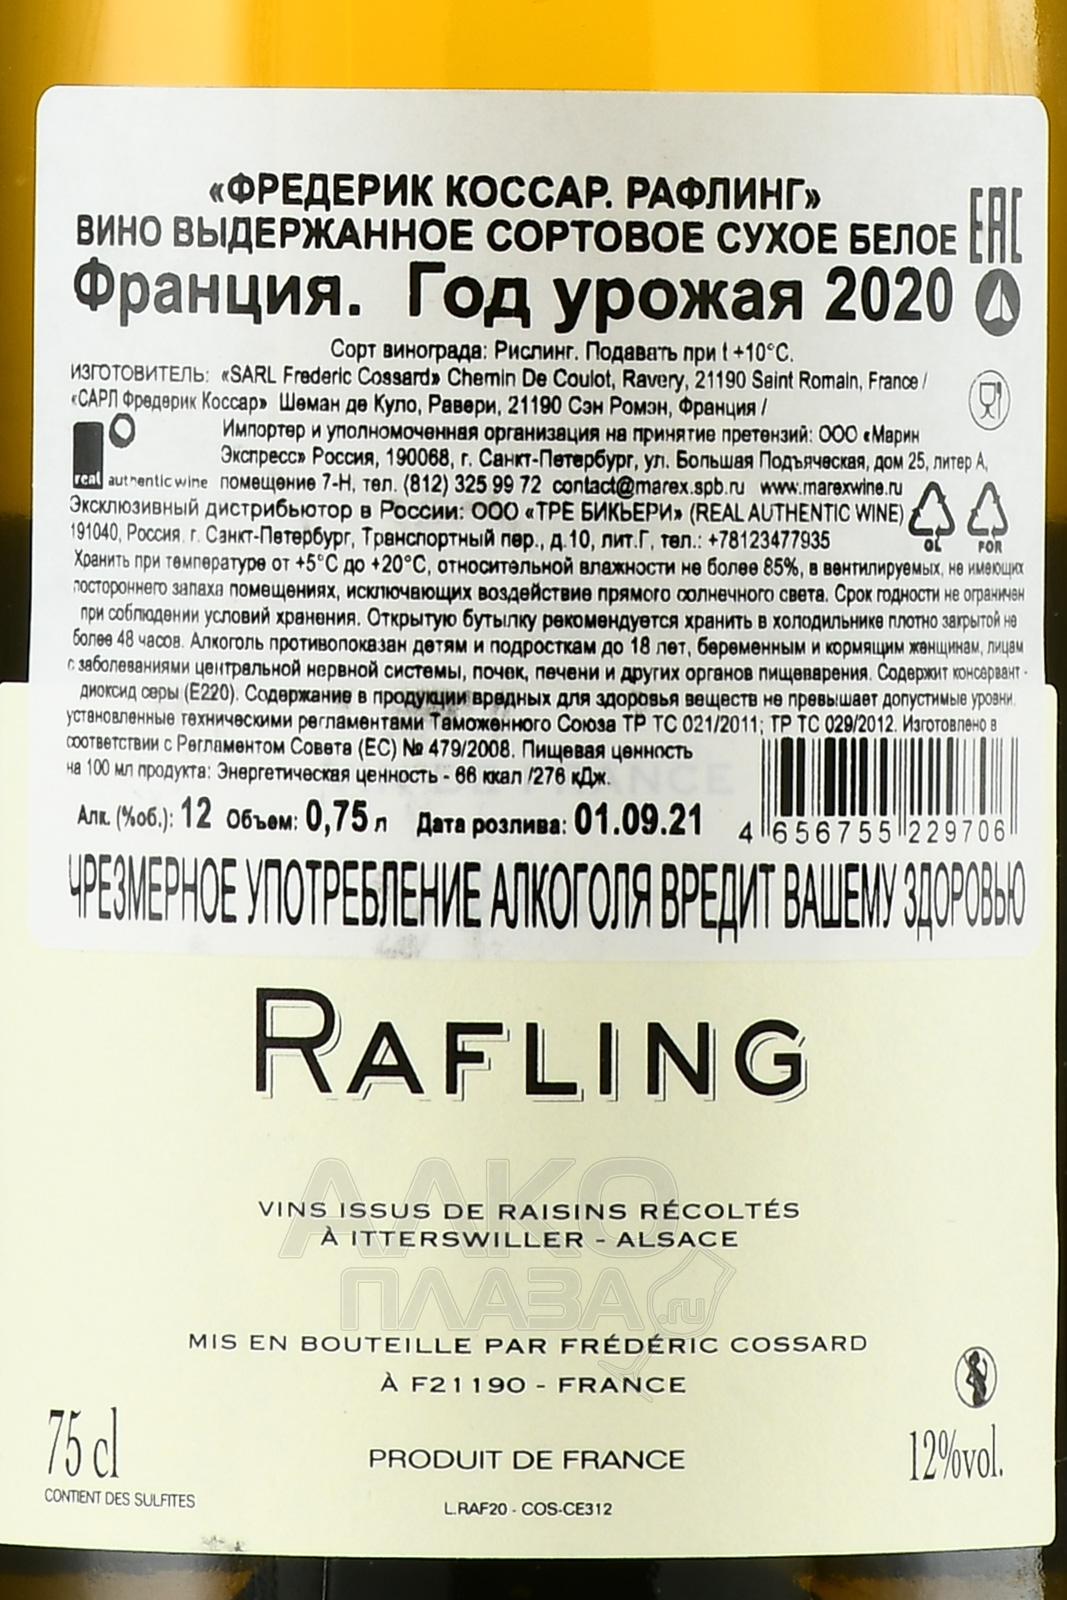 «ФРЕДЕРИК КОССАР. РАФЛИНГ»
ВИНО ВЫДЕРЖАННОЕ СОРТОВОЕ СУХОЕ БЕЛОЕ
EAC
Франция. Год урожая 2020
Сорт винограда: Рислинг. Подавать при t +10°C.
ИЗГОТОВИТЕЛЬ: «SARL Frederic Cossard» Chemin De Coulot, Ravery, 21190 Saint Romain, France /
«САРЛ Фредерик Коссар» Шеман де Куло, Равери, 21190 Сэн Ромэн, Франция /
Импортер и уполномоченная организация на принятие претензий: ООО «Марин
Экспресс» Россия, 190068, г. Санкт-Петербург, ул. Большая Подъяческая, дом 25, литер А,
real authentic wine помещение 7-Н, тел. (812) 325 99 72 contact@marex.spb.ru www.marexwine.ru
Эксклюзивный дистрибьютор в России: ООО «ТРЕ БИКЬЕРИ» (REAL AUTHENTIC WINE)
191040, Россия, г. Санкт-Петербург, Транспортный пер., д.10, лит.Г, тел.: +78123477935
GL FOR
Хранить при температуре от +5°С до +20°С, относительной влажности не более 85%, в вентилируемых, не имеющих
постороннего запаха помещениях, исключающих воздействие прямого солнечного света. Срок годности не ограничен
при соблюдении условий хранения. Открытую бутылку рекомендуется хранить в холодильнике плотно закрытой не
более 48 часов. Алкоголь противопоказан детям и подросткам до 18 лет, беременным и кормящим женщинам, лицам
с заболеваниями центральной нервной системы, почек, печени и других органов пищеварения. Содержит консервант -
диоксид серы (Е220). Содержание в продукции вредных для здоровья веществ не превышает допустимые уровни,
установленные техническими регламентами Таможенного Союза ТР ТС 021/2011; ТР ТС 029/2012. Изготовлено в
соответствии с Регламентом Совета (ЕС) № 479/2008. Пищевая ценность
на 100 мл продукта: Энергетическая ценность - 66 ккал /276 кДж.
Алк. (%об.): 12 Объем: 0,75 л Дата розлива: 01.09.21
4 656755 229706
ЧРЕЗМЕРНОЕ УПОТРЕБЛЕНИЕ АЛКОГОЛЯ ВРЕДИТ ВАШЕМУ ЗДОРОВЬЮ
RAFLING
VINS ISSUS DE RAISINS RÉCOLTÉS
À ITTERSWILLER - ALSACE
АЛКО
ПЛАЗА.ru
MIS EN BOUTEILLE PAR FRÉDÉRIC COSSARD
À F21190 - FRANCE
75 cl
PRODUIT DE FRANCE
12%vol.
CONTIENT DES SULFITES
L.RAF20 - COS-CE312